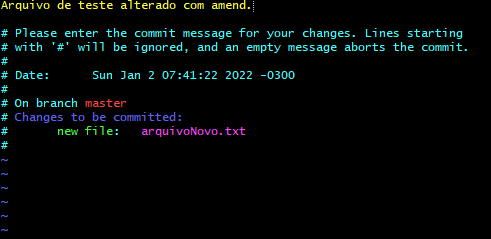 Arquivo de teste alterado com amend.
# Please enter the commit message for your changes. Lines starting
# with '#' will be ignored, and an empty message aborts the commit.
#
# Date:      Sun Jan 2 07:41:22 2022 -0300
#
# On branch master
# Changes to be committed:
#       new file:   arquivoNovo.txt
#
~
~
~
~
~
~